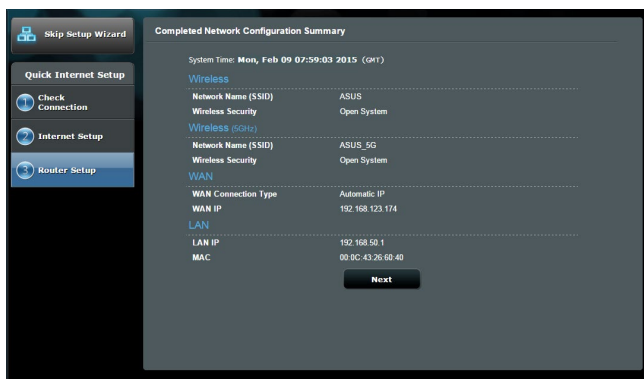 Skip Setup Wizard
Quick Internet Setup
1 Check Connection
2 Internet Setup
3 Router Setup
Completed Network Configuration Summary
System Time: Mon, Feb 09 07:59:03 2015 (GMT)
Wireless
Network Name (SSID) ASUS
Wireless Security Open System
Wireless (5GHz)
Network Name (SSID) ASUS_5G
Wireless Security Open System
WAN
WAN Connection Type Automatic IP
WAN IP 192.168.123.174
LAN
LAN IP 192.168.50.1
MAC 00:0C:43:26:60:40
Next